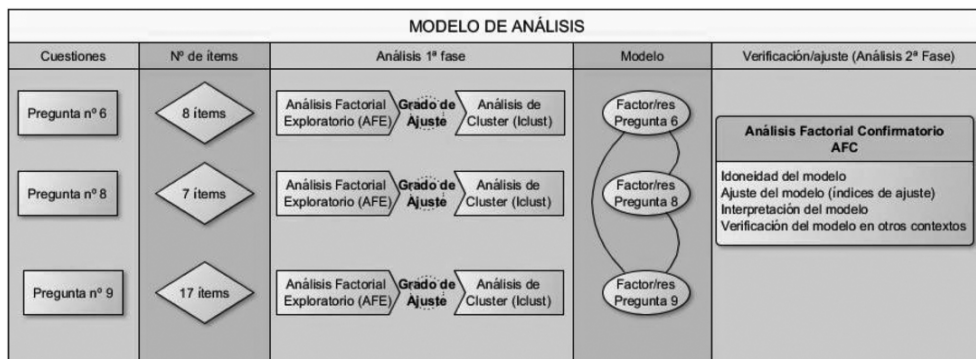 MODELO DE ANÁLISIS
Cuestiones
Nº de ítems
Análisis 1ª fase
Modelo
Verificación/ajuste (Análisis 2ª Fase)
Pregunta nº 6
8 ítems
Análisis Factorial
Exploratorio (AFE)
Grado de
Ajuste
Análisis de
Cluster (Iclust)
Factor/res
Pregunta 6
Pregunta nº 8
7 ítems
Análisis Factorial
Exploratorio (AFE)
Grado de
Ajuste
Análisis de
Cluster (Iclust)
Factor/res
Pregunta 8
Pregunta nº 9
17 ítems
Análisis Factorial
Exploratorio (AFE)
Grado de
Ajuste
Análisis de
Cluster (Iclust)
Factor/res
Pregunta 9
Análisis Factorial Confirmatorio
AFC
Idoneidad del modelo
Ajuste del modelo (índices de ajuste)
Interpretación del modelo
Verificación del modelo en otros contextos